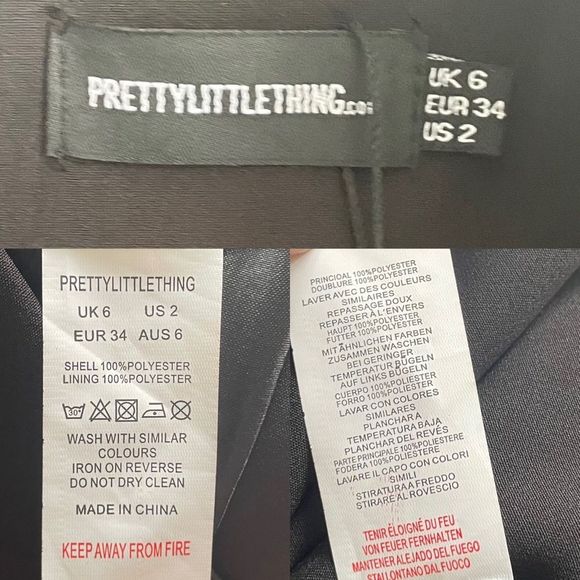 PRETTYLITTLETHING.com
UK 6
EUR 34
US 2
PRETTYLITTLETHING
UK 6 US 2
EUR 34 AUS 6
SHELL 100%POLYESTER
LINING 100%POLYESTER
30°
WASH WITH SIMILAR
COLOURS
IRON ON REVERSE
DO NOT DRY CLEAN
MADE IN CHINA
KEEP AWAY FROM FIRE
PRINCIOAL 100%POLYESTER
DOUBLURE 100%POLYESTER
LAVER AVEC DES COULEURS
SIMILAIRES
REPASSAGE DOUX
REPASSER À L'ENVERS
HAUPT 100%POLYESTER
FUTTER 100%POLYESTER
MIT ÄHNLICHEN FARBEN
ZUSAMMEN WASCHEN
BEI GERINGER
TEMPERATUR BÜGELN
AUF LINKS BÜGELN
CUERPO 100%POLIESTER
FORRO 100%POLIESTER
LAVAR CON COLORES
SIMILARES
PLANCHAR A
TEMPERATURA BAJA
PLANCHAR DEL REVÉS
PARTE PRINCIPALE 100%POLIESTERE
FODERA 100%POLIESTERE
LAVARE IL CAPO CON COLORI
SIMILI
STIRATURA A FREDDO
STIRARE AL ROVESCIO
TENIR ÉLOIGNÉ DU FEU
VON FEUER FERNHALTEN
MANTENER ALEJADO DEL FUEGO
STALLONTANO DAL FUOCO